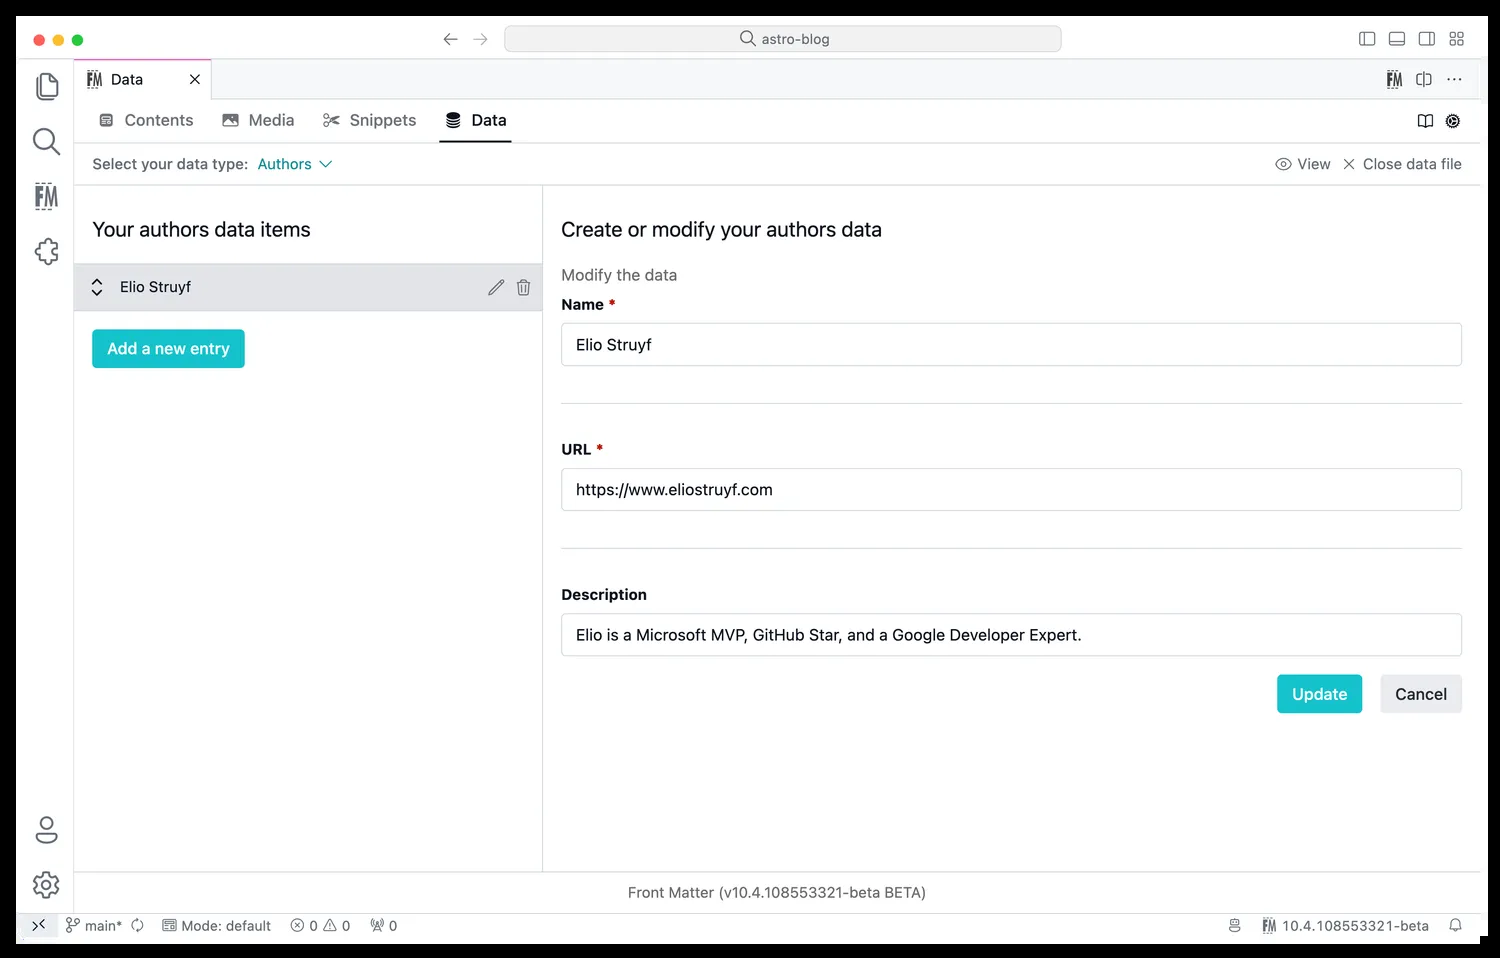 astro-blog
FM Data
FM
Contents Media Snippets Data
Select your data type: Authors
View Close data file
FM
Your authors data items
Elio Struyf
Add a new entry
Create or modify your authors data
Modify the data
Name *
Elio Struyf
URL *
https://www.eliostruyf.com
Description
Elio is a Microsoft MVP, GitHub Star, and a Google Developer Expert.
Update Cancel
Front Matter (v10.4.108553321-beta BETA)
main* Mode: default 0 0 0
FM 10.4.108553321-beta